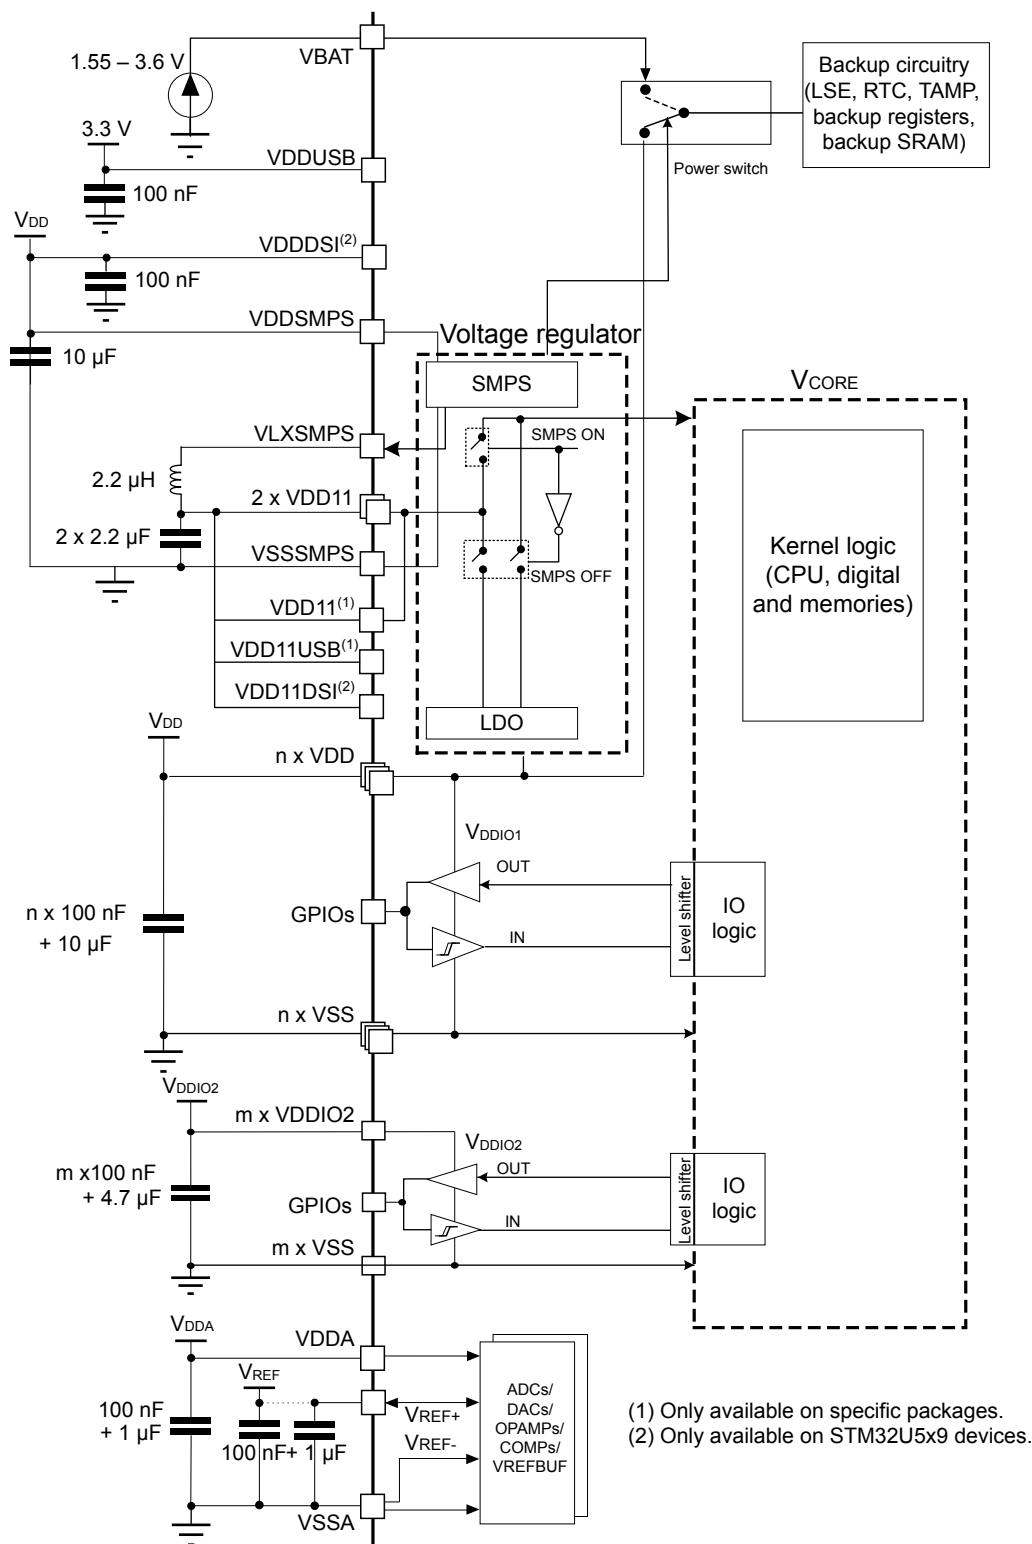 VBAT
1.55 – 3.6 V
Backup circuitry
(LSE, RTC, TAMP,
backup registers,
backup SRAM)
3.3 V
VDDUSB
Power switch
100 nF
VDD
VDDDSI(2)
100 nF
VDDSMPS
Voltage regulator
10 µF
SMPS
VCORE
VLXSMPS
SMPS ON
2.2 µH
2 x VDD11
2 x 2.2 µF
VSSSMPS
SMPS OFF
Kernel logic
(CPU, digital
and memories)
VDD11(1)
VDD11USB(1)
VDD11DSI(2)
LDO
VDD
n x VDD
VDDIO1
OUT
GPIOs
IN
Level shifter
IO
logic
n x 100 nF
+ 10 µF
n x VSS
VDDIO2
m x VDDIO2
VDDIO2
OUT
m x100 nF
+ 4.7 µF
GPIOs
IN
Level shifter
IO
logic
m x VSS
VDDA
VDDA
VREF
100 nF
+ 1 µF
100 nF+ 1 µF
VREF+
VREF-
ADCs/
DACs/
OPAMPs/
COMPs/
VREFBUF
VSSA
(1) Only available on specific packages.
(2) Only available on STM32U5x9 devices.